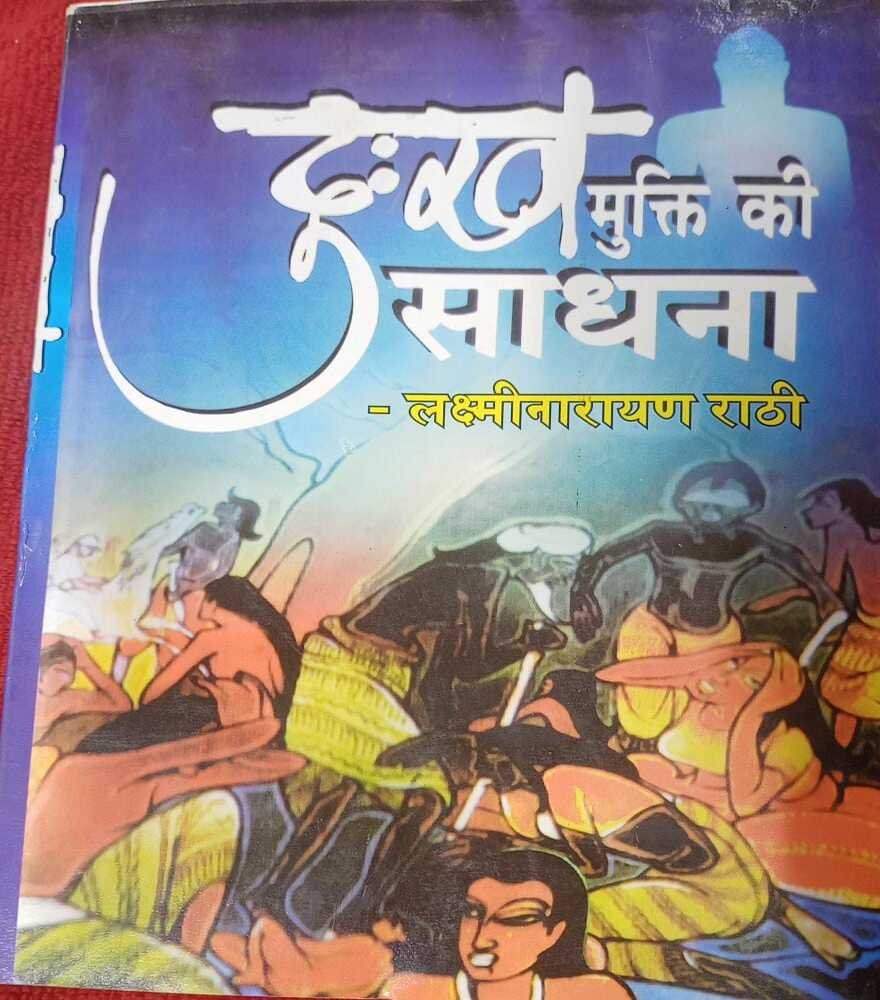 दुःख मुक्ति की
साधना
- लक्ष्मीनारायण राठी